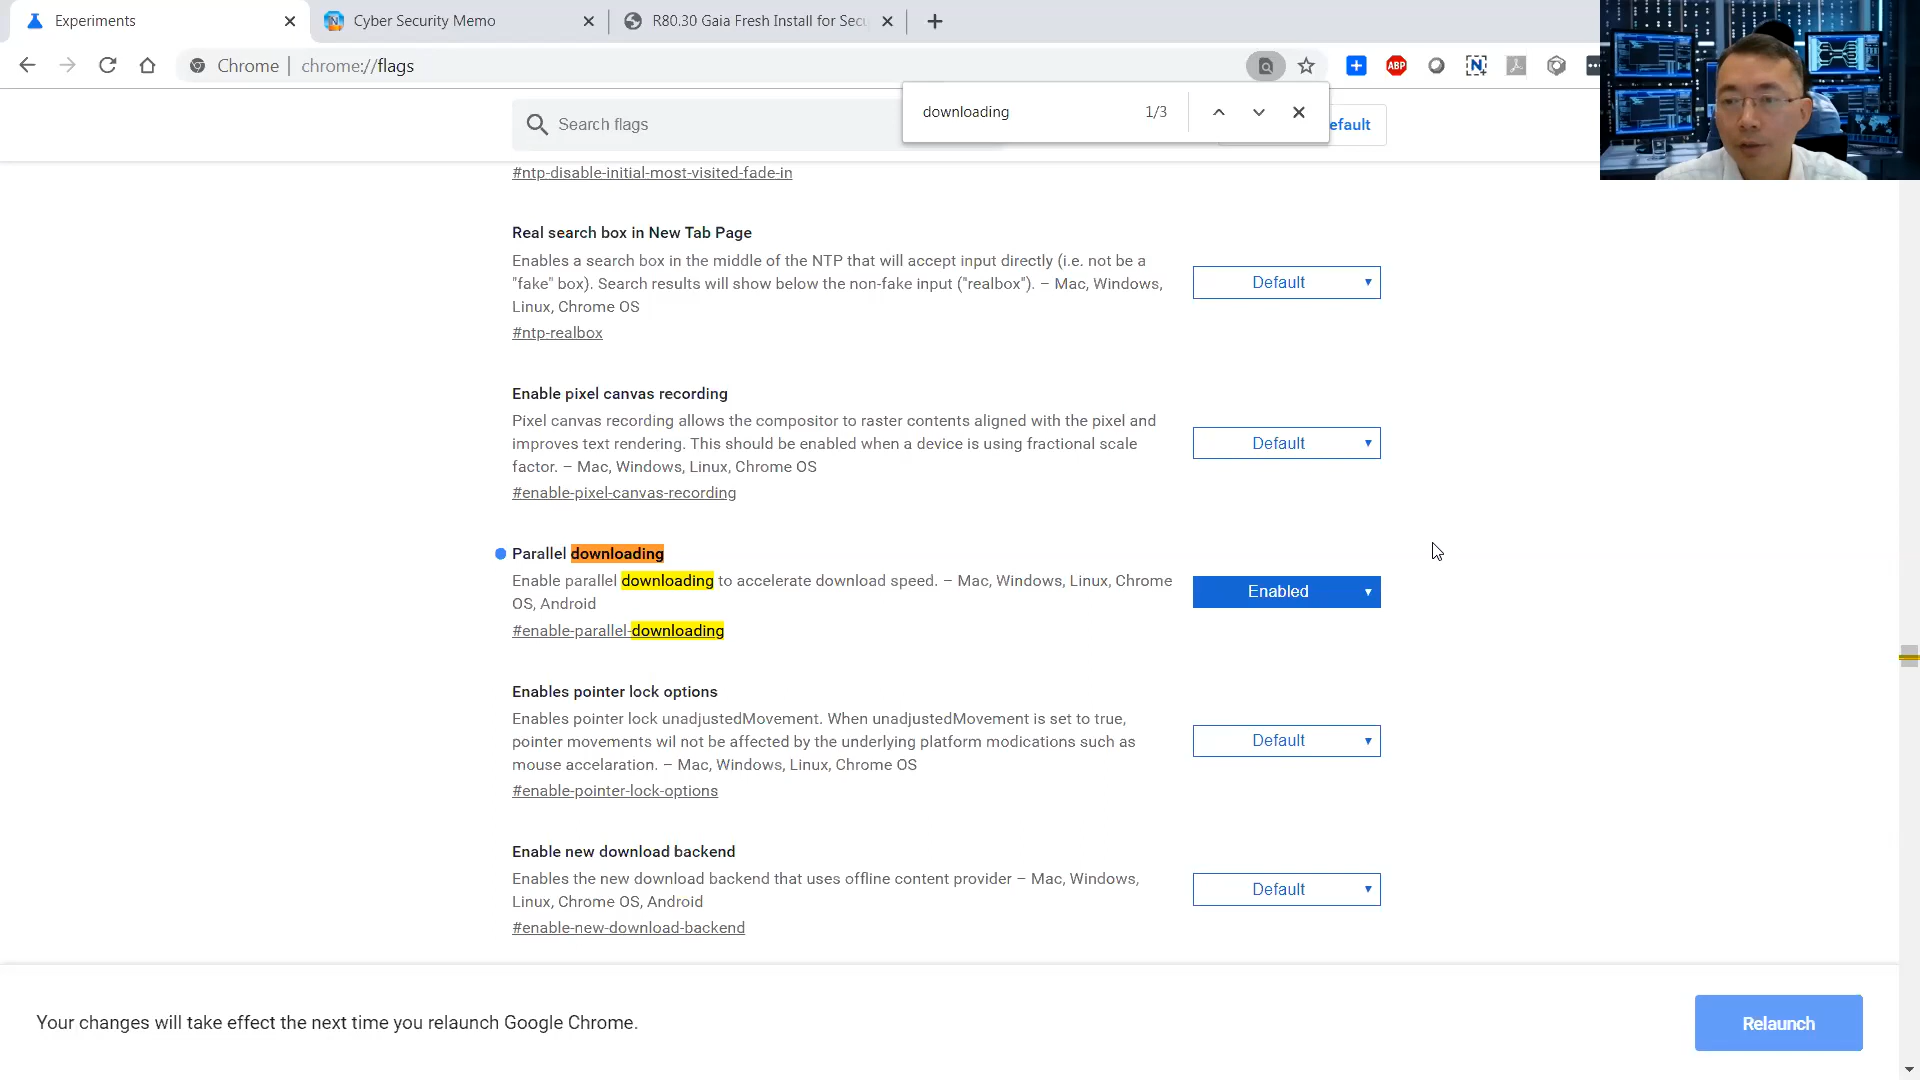 Experiments
Cyber Security Memo
R80.30 Gaia Fresh Install for Secu
Chrome | chrome://flags
ABP
N
downloading 1/3
Search flags
efault
#ntp-disable-initial-most-visited-fade-in
Real search box in New Tab Page
Enables a search box in the middle of the NTP that will accept input directly (i.e. not be a
"fake" box). Search results will show below the non-fake input ("realbox"). – Mac, Windows,
Linux, Chrome OS
#ntp-realbox
Default
Enable pixel canvas recording
Pixel canvas recording allows the compositor to raster contents aligned with the pixel and
improves text rendering. This should be enabled when a device is using fractional scale
factor. – Mac, Windows, Linux, Chrome OS
#enable-pixel-canvas-recording
Default
Parallel downloading
Enable parallel downloading to accelerate download speed. – Mac, Windows, Linux, Chrome
OS, Android
#enable-parallel-downloading
Enabled
Enables pointer lock options
Enables pointer lock unadjustedMovement. When unadjustedMovement is set to true,
pointer movements wil not be affected by the underlying platform modications such as
mouse accelaration. – Mac, Windows, Linux, Chrome OS
#enable-pointer-lock-options
Default
Enable new download backend
Enables the new download backend that uses offline content provider – Mac, Windows,
Linux, Chrome OS, Android
#enable-new-download-backend
Default
Your changes will take effect the next time you relaunch Google Chrome.
Relaunch